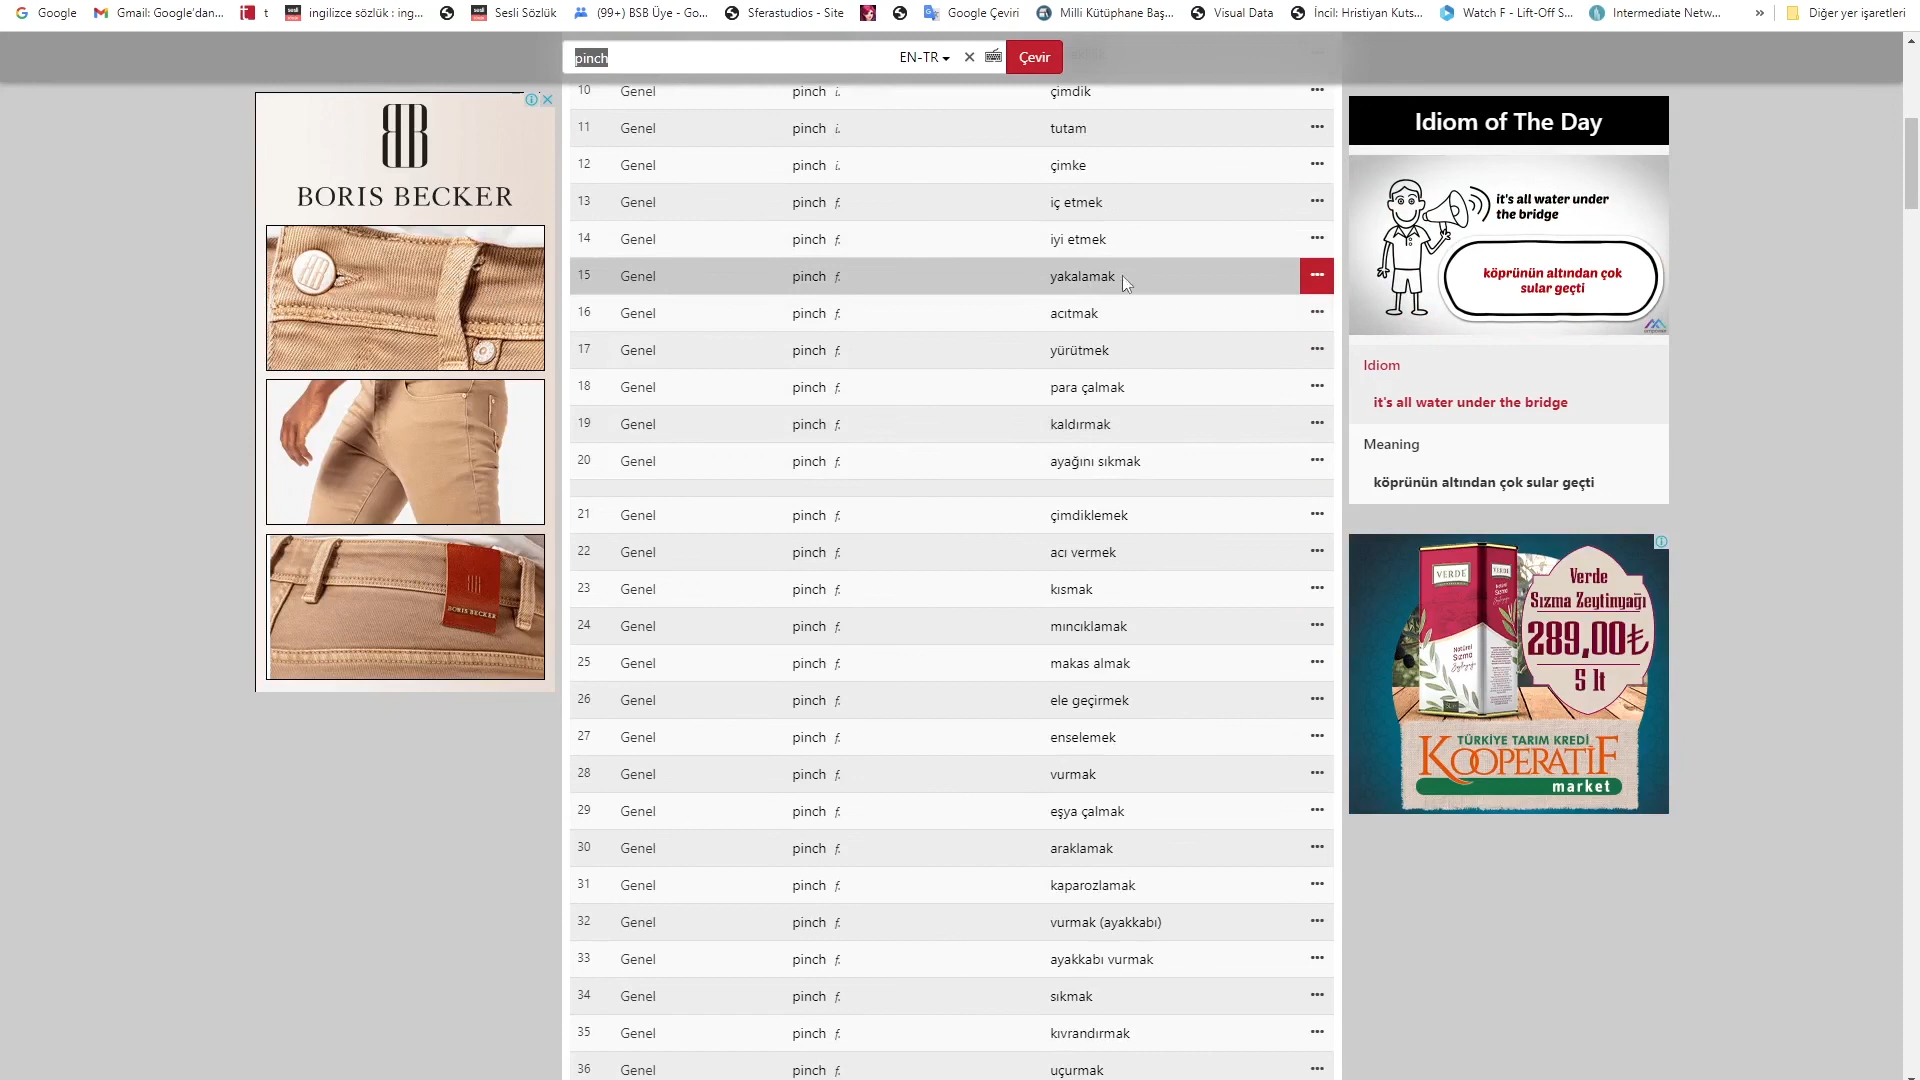 Google
Gmail: Google'dan...
t
ingilizce sözlük : ing...
Sesli Sözlük
(99+) BSB Üye - Go...
Sferastudios - Site
Google Çeviri
Milli Kütüphane Baş...
Visual Data
İncil: Hristiyan Kuts...
Watch F - Lift-Off S...
Intermediate Netw...
»
Diğer yer işaretleri
pinch
EN-TR
Çevir
10 Genel pinch i. çimdik
11 Genel pinch i. tutam
12 Genel pinch i. çimke
13 Genel pinch f. iç etmek
14 Genel pinch f. iyi etmek
15 Genel pinch f. yakalamak
16 Genel pinch f. acıtmak
17 Genel pinch f. yürütmek
18 Genel pinch f. para çalmak
19 Genel pinch f. kaldırmak
20 Genel pinch f. ayağını sıkmak
21 Genel pinch f. çimdiklemek
22 Genel pinch f. acı vermek
23 Genel pinch f. kısmak
24 Genel pinch f. mıncıklamak
25 Genel pinch f. makas almak
26 Genel pinch f. ele geçirmek
27 Genel pinch f. enselemek
28 Genel pinch f. vurmak
29 Genel pinch f. eşya çalmak
30 Genel pinch f. araklamak
31 Genel pinch f. kaparozlamak
32 Genel pinch f. vurmak (ayakkabı)
33 Genel pinch f. ayakkabı vurmak
34 Genel pinch f. sıkmak
35 Genel pinch f. kıvrandırmak
36 Genel pinch f. uçurmak
BORIS BECKER
BORIS BECKER
Idiom of The Day
it's all water under
the bridge
köprünün altından çok
sular geçti
Idiom
it's all water under the bridge
Meaning
köprünün altından çok sular geçti
VERDE
VERDE
Natürel
Sızma
Zeytinyağı
Verde
Sızma Zeytinyağı
289,00₺
5 lt
TÜRKİYE TARIM KREDİ
KOOPERATİF
market